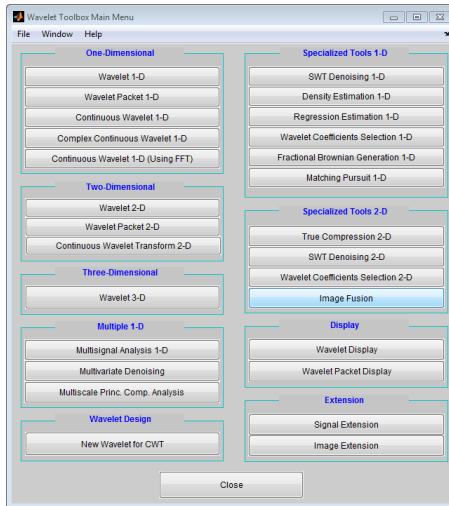 Wavelet Toolbox Main Menu
File Window Help
One-Dimensional
Wavelet 1-D
Wavelet Packet 1-D
Continuous Wavelet 1-D
Complex Continuous Wavelet 1-D
Continuous Wavelet 1-D (Using FFT)
Two-Dimensional
Wavelet 2-D
Wavelet Packet 2-D
Continuous Wavelet Transform 2-D
Three-Dimensional
Wavelet 3-D
Multiple 1-D
Multisignal Analysis 1-D
Multivariate Denoising
Multiscale Princ. Comp. Analysis
Wavelet Design
New Wavelet for CWT
Specialized Tools 1-D
SWT Denoising 1-D
Density Estimation 1-D
Regression Estimation 1-D
Wavelet Coefficients Selection 1-D
Fractional Brownian Generation 1-D
Matching Pursuit 1-D
Specialized Tools 2-D
True Compression 2-D
SWT Denoising 2-D
Wavelet Coefficients Selection 2-D
Image Fusion
Display
Wavelet Display
Wavelet Packet Display
Extension
Signal Extension
Image Extension
Close